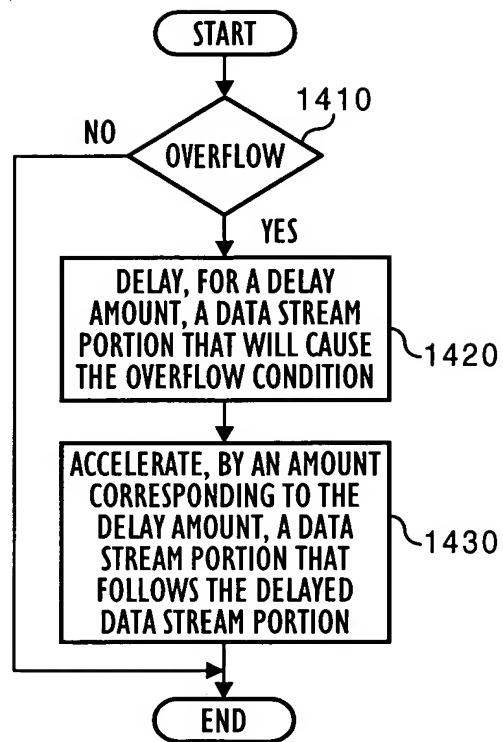 START
1410
NO
OVERFLOW
YES
DELAY, FOR A DELAY
AMOUNT, A DATA STREAM
PORTION THAT WILL CAUSE
THE OVERFLOW CONDITION
1420
ACCELERATE, BY AN AMOUNT
CORRESPONDING TO THE
DELAY AMOUNT, A DATA
STREAM PORTION THAT
FOLLOWS THE DELAYED
DATA STREAM PORTION
1430
END